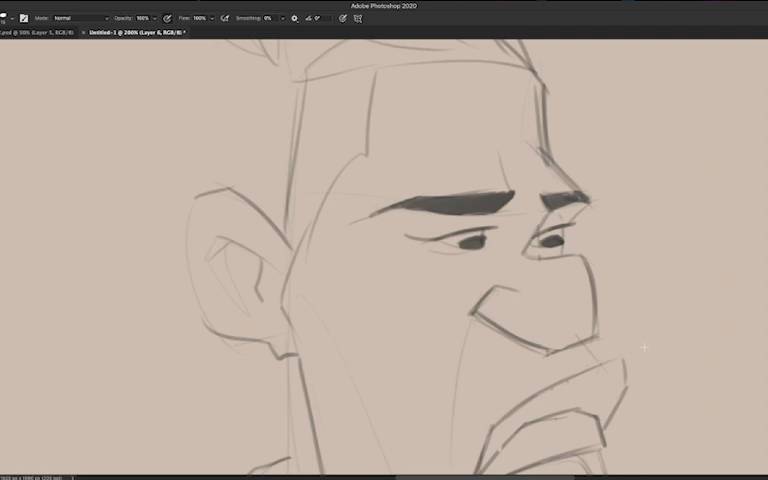 Adobe Photoshop 2020
Mode: Normal Opacity: 100% Flow: 100% Smoothing: 0% 0°
.psd @ 50% (Layer 1, RGB/8) × Untitled-1 @ 200% (Layer 6, RGB/8) *